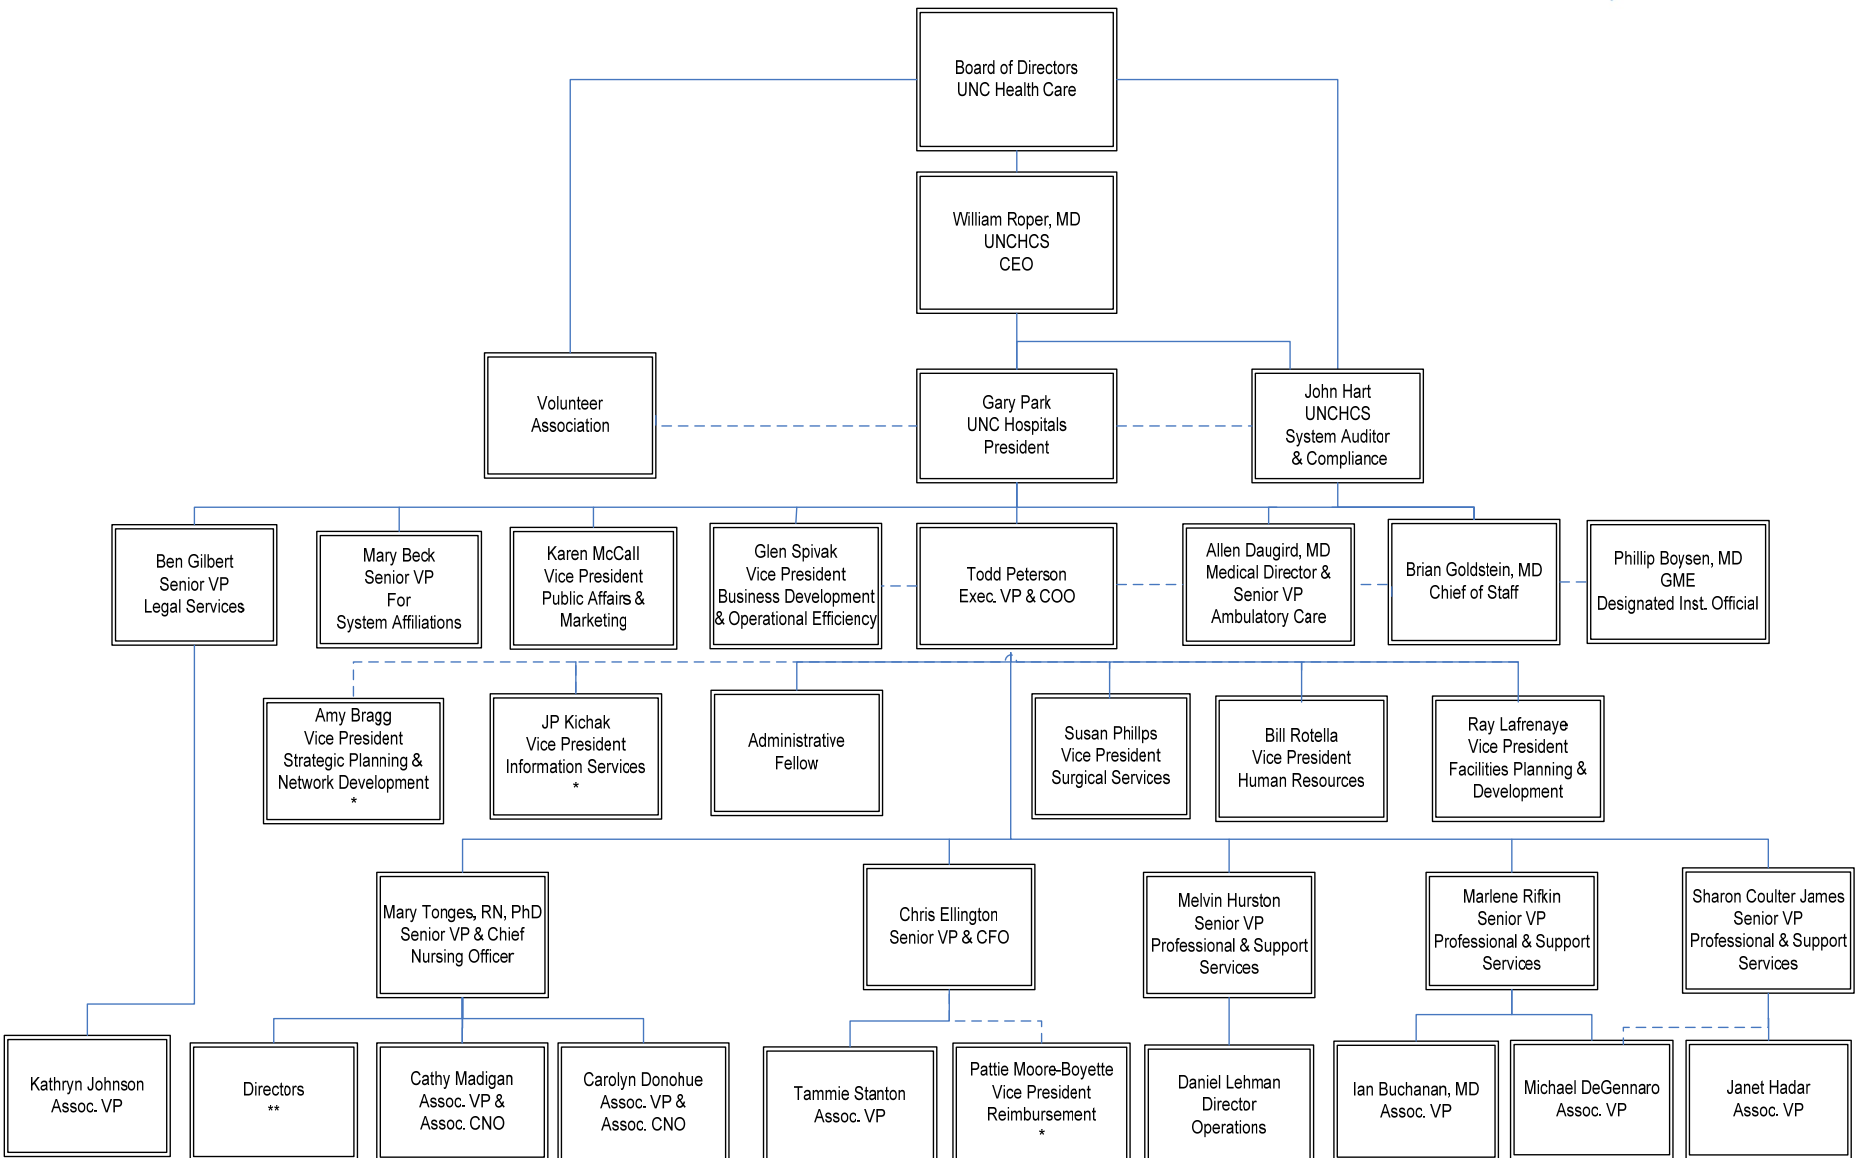 Board of Directors
UNC Health Care
William Roper, MD
UNCHCS
CEO
Volunteer
Association
Gary Park
UNC Hospitals
President
John Hart
UNCHCS
System Auditor
& Compliance
Ben Gilbert
Senior VP
Legal Services
Mary Beck
Senior VP
For
System Affiliations
Karen McCall
Vice President
Public Affairs &
Marketing
Glen Spivak
Vice President
Business Development
& Operational Efficiency
Todd Peterson
Exec. VP & COO
Allen Daugird, MD
Medical Director &
Senior VP
Ambulatory Care
Brian Goldstein, MD
Chief of Staff
Phillip Boysen, MD
GME
Designated Inst. Official
Amy Bragg
Vice President
Strategic Planning &
Network Development
*
JP Kichak
Vice President
Information Services
*
Administrative
Fellow
Susan Phillps
Vice President
Surgical Services
Bill Rotella
Vice President
Human Resources
Ray Lafrenaye
Vice President
Facilities Planning &
Development
Mary Tonges, RN, PhD
Senior VP & Chief
Nursing Officer
Chris Ellington
Senior VP & CFO
Melvin Hurston
Senior VP
Professional & Support
Services
Marlene Rifkin
Senior VP
Professional & Support
Services
Sharon Coulter James
Senior VP
Professional & Support
Services
Kathryn Johnson
Assoc. VP
Directors
**
Cathy Madigan
Assoc. VP &
Assoc. CNO
Carolyn Donohue
Assoc. VP &
Assoc. CNO
Tammie Stanton
Assoc. VP
Pattie Moore-Boyette
Vice President
Reimbursement
*
Daniel Lehman
Director
Operations
Ian Buchanan, MD
Assoc. VP
Michael DeGennaro
Assoc. VP
Janet Hadar
Assoc. VP